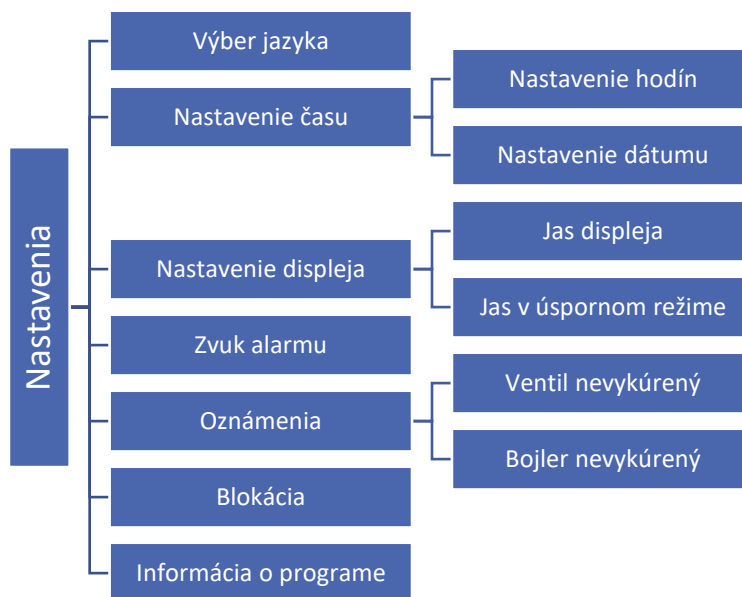 Nastavenia
Výber jazyka
Nastavenie času
Nastavenie hodín
Nastavenie dátumu
Nastavenie displeja
Jas displeja
Jas v úspornom režime
Zvuk alarmu
Oznámenia
Ventil nevykúrený
Bojler nevykúrený
Blokácia
Informácia o programe